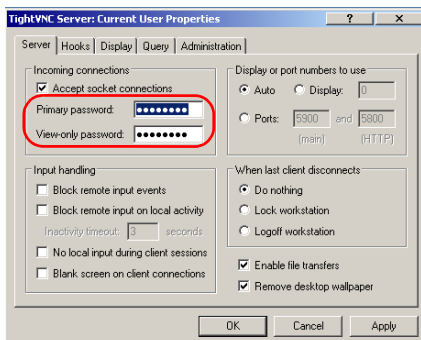 TightVNC Server: Current User Properties
Server Hooks Display Query Administration
Incoming connections
Accept socket connections
Primary password: ●●●●●●●●
View-only password: ●●●●●●●●
Input handling
Block remote input events
Block remote input on local activity
Inactivity timeout: 3 seconds
No local input during client sessions
Blank screen on client connections
Display or port numbers to use
Auto Display: 0
Ports: 5900 and 5800
(main) (HTTP)
When last client disconnects
Do nothing
Lock workstation
Logoff workstation
Enable file transfers
Remove desktop wallpaper
OK Cancel Apply